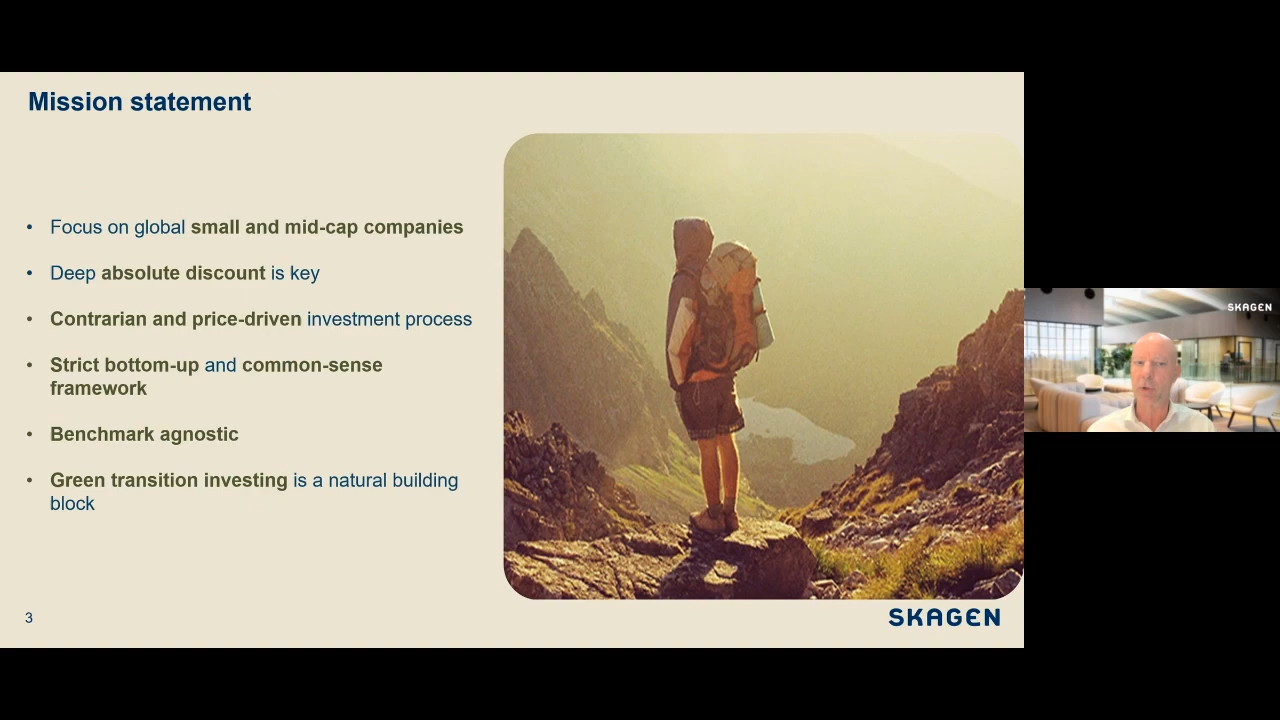 Mission statement
• Focus on global small and mid-cap companies
• Deep absolute discount is key
• Contrarian and price-driven investment process
• Strict bottom-up and common-sense
framework
• Benchmark agnostic
• Green transition investing is a natural building
block
3
SKAGEN
SKAGEN